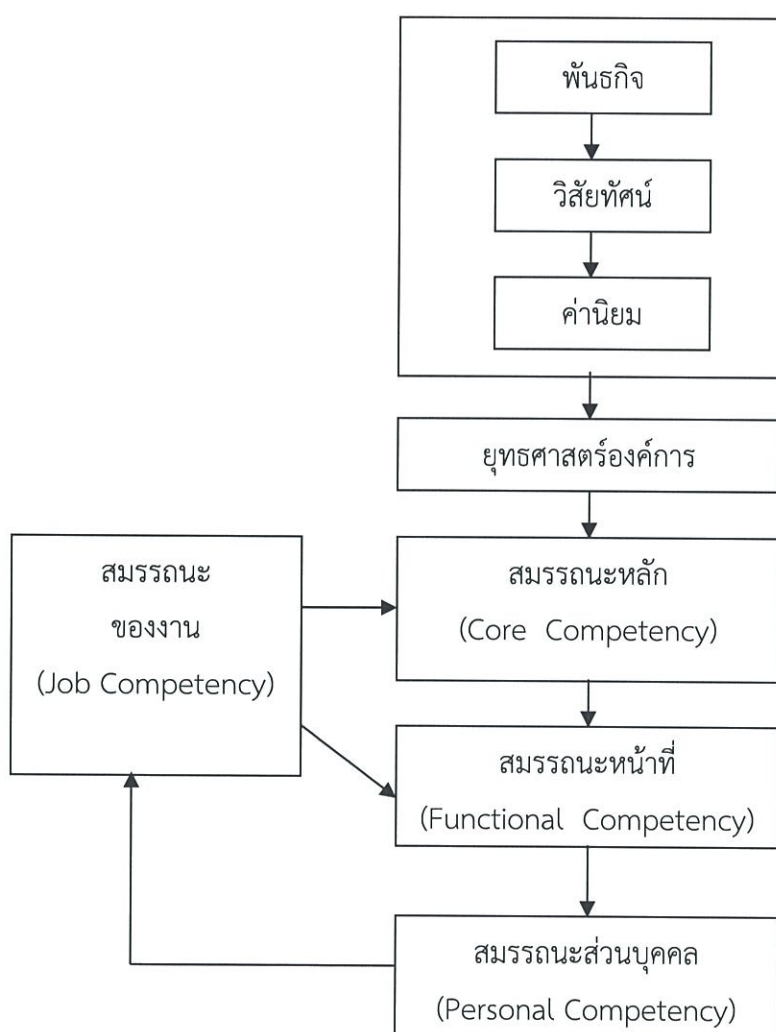 พันธกิจ
วิสัยทัศน์
ค่านิยม
ยุทธศาสตร์องค์การ
สมรรถนะ
ของงาน
(Job Competency)
สมรรถนะหลัก
(Core Competency)
สมรรถนะหน้าที่
(Functional Competency)
สมรรถนะส่วนบุคคล
(Personal Competency)